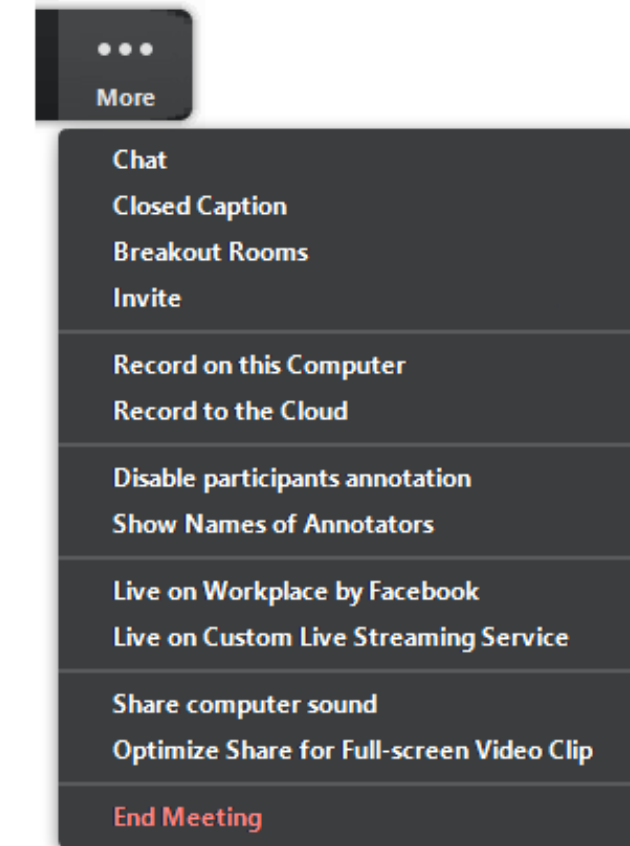 More
Chat
Closed Caption
Breakout Rooms
Invite
Record on this Computer
Record to the Cloud
Disable participants annotation
Show Names of Annotators
Live on Workplace by Facebook
Live on Custom Live Streaming Service
Share computer sound
Optimize Share for Full-screen Video Clip
End Meeting